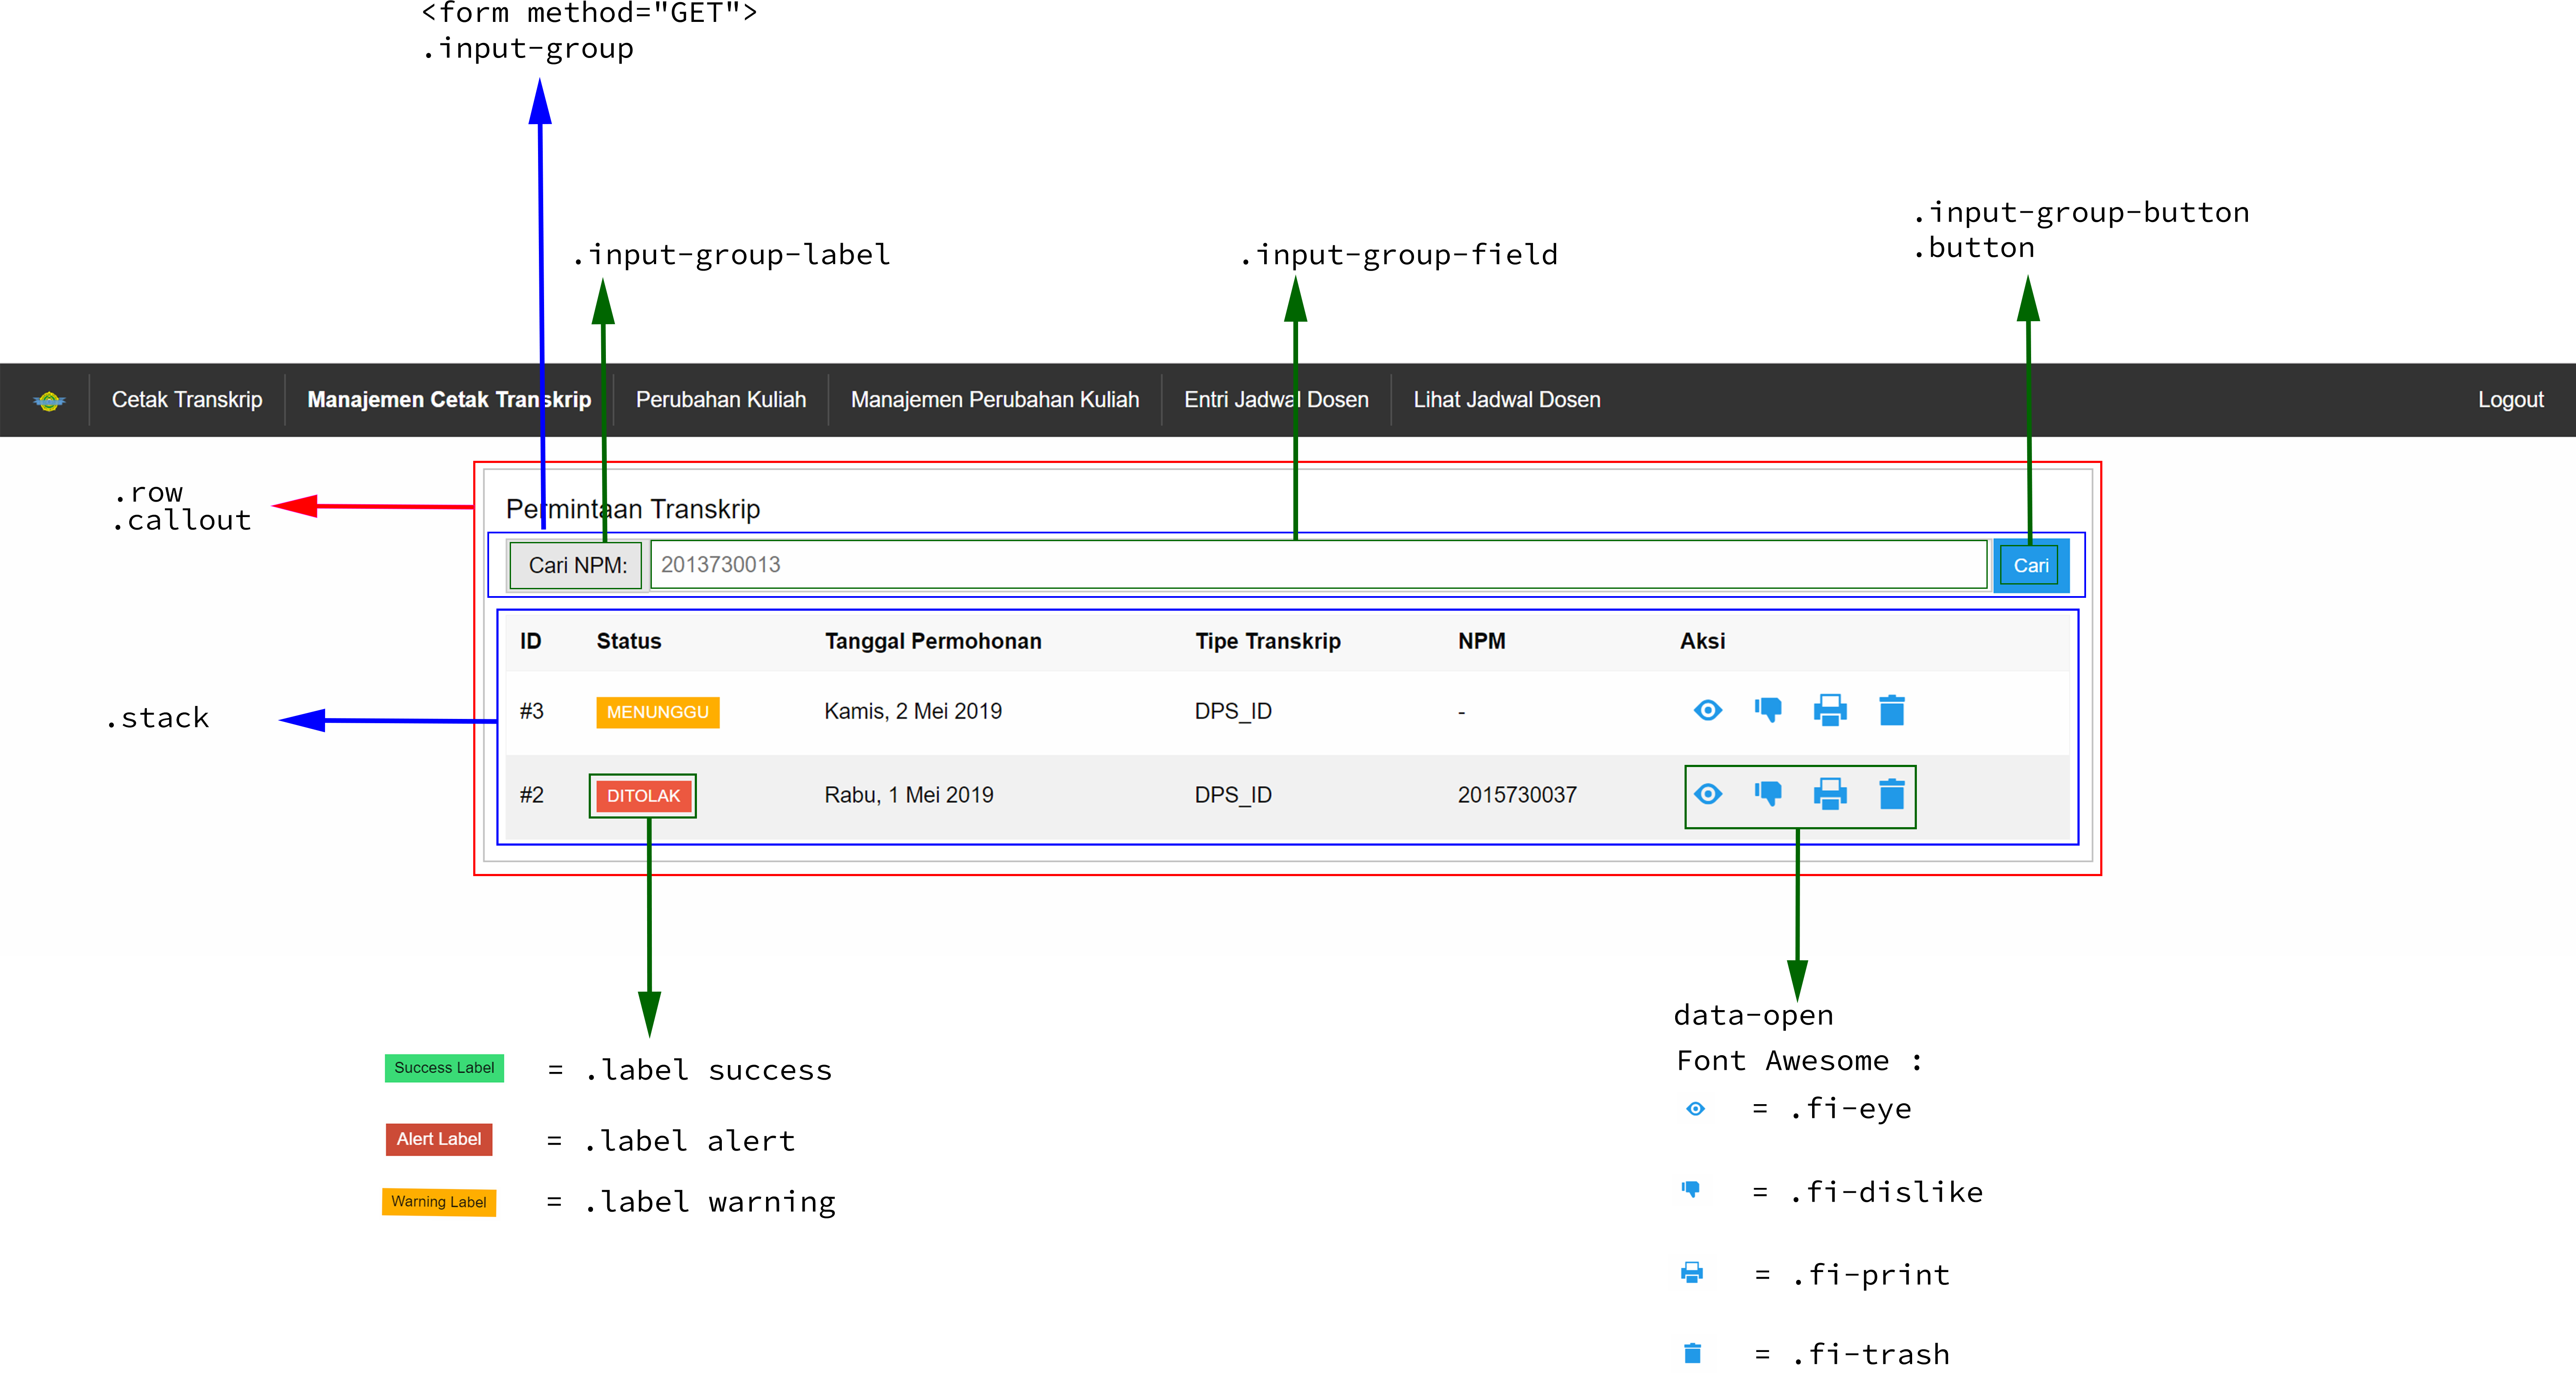 <form method="GET">
.input-group
.input-group-button
.button
.input-group-label
.input-group-field
Cetak Transkrip
Manajemen Cetak Transkrip
Perubahan Kuliah
Manajemen Perubahan Kuliah
Entri Jadwal Dosen
Lihat Jadwal Dosen
Logout
.row
.callout
Permintaan Transkrip
Cari NPM:
2013730013
Cari
ID Status Tanggal Permohonan Tipe Transkrip NPM Aksi
.stack
#3 MENUNGGU Kamis, 2 Mei 2019 DPS_ID -
#2 DITOLAK Rabu, 1 Mei 2019 DPS_ID 2015730037
Success Label = .label success
Alert Label = .label alert
Warning Label = .label warning
data-open
Font Awesome :
= .fi-eye
= .fi-dislike
= .fi-print
= .fi-trash